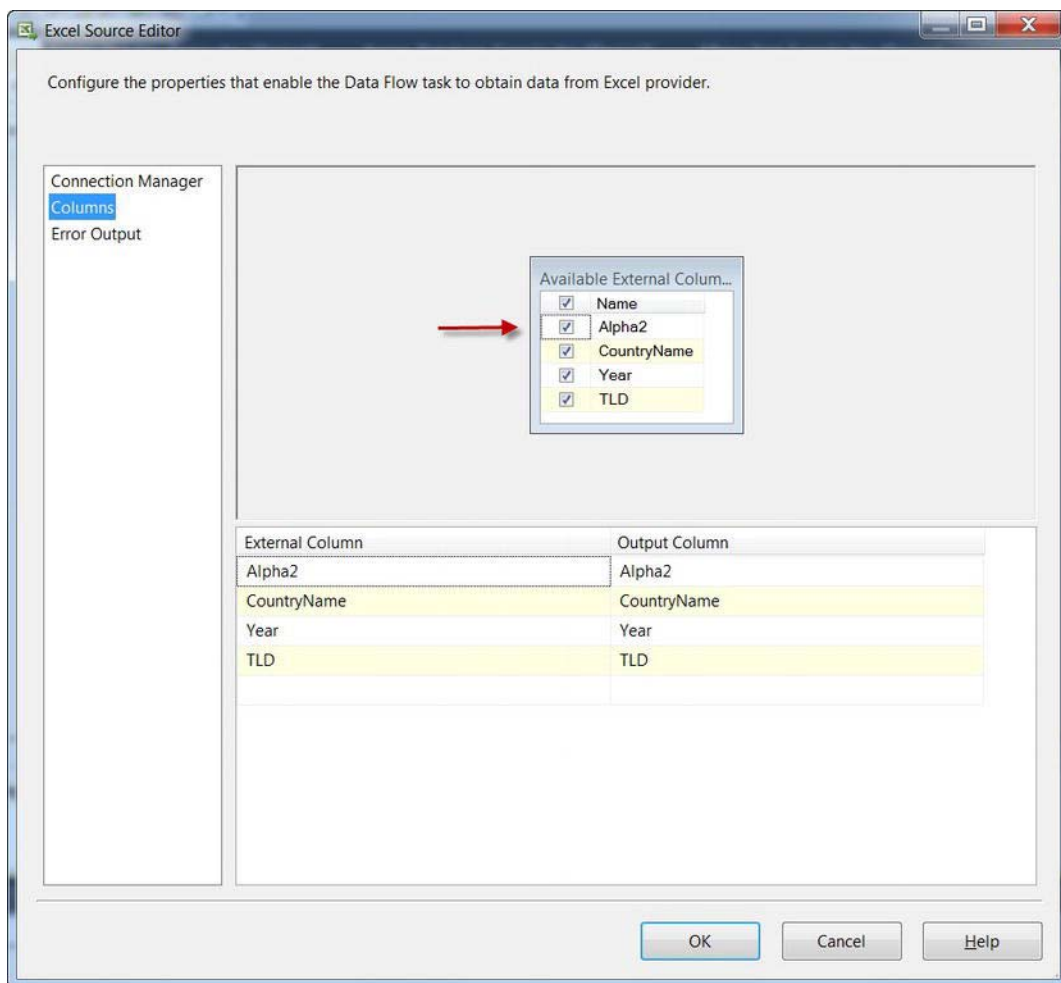 Excel Source Editor
Configure the properties that enable the Data Flow task to obtain data from Excel provider.
Connection Manager
Columns
Error Output
Available External Colum...
Name
Alpha2
CountryName
Year
TLD
External Column Output Column
Alpha2 Alpha2
CountryName CountryName
Year Year
TLD TLD
OK Cancel Help